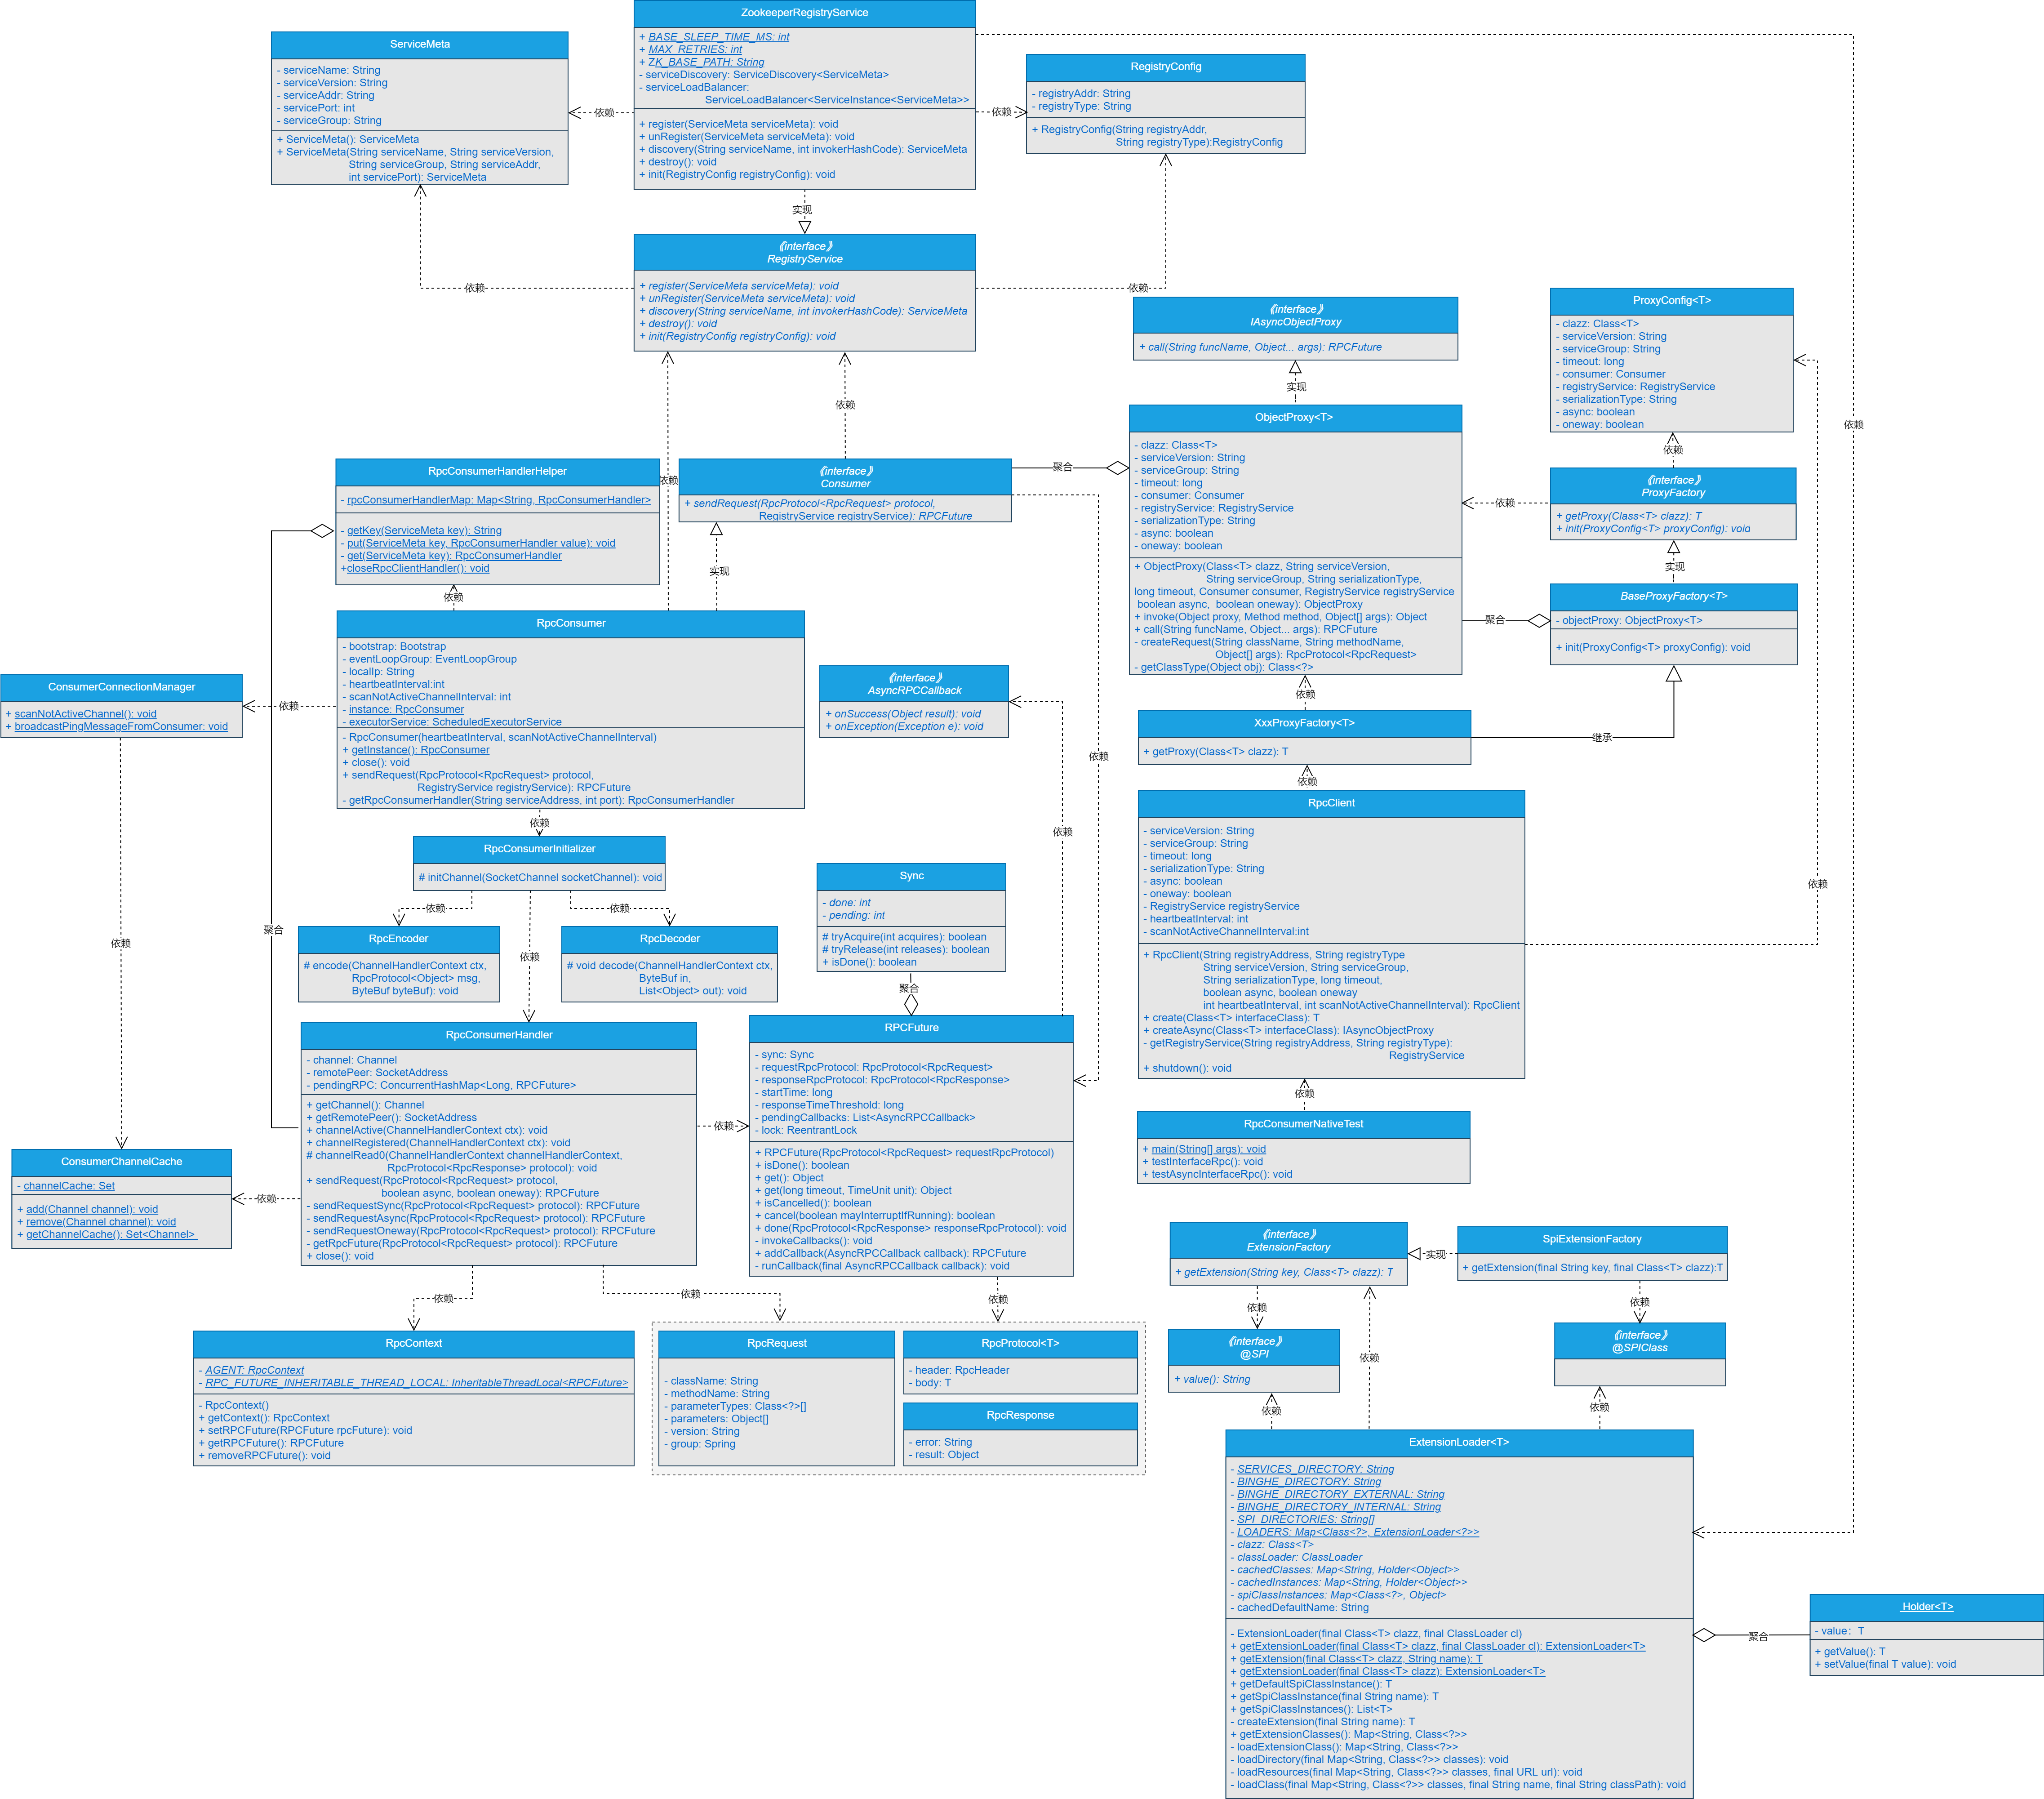 ZookeeperRegistryService
+ BASE_SLEEP_TIME_MS: int
+ MAX_RETRIES: int
+ ZK_BASE_PATH: String
- serviceDiscovery: ServiceDiscovery<ServiceMeta>
- serviceLoadBalancer:
ServiceLoadBalancer<ServiceInstance<ServiceMeta>>
+ register(ServiceMeta serviceMeta): void
+ unRegister(ServiceMeta serviceMeta): void
+ discovery(String serviceName, int invokerHashCode): ServiceMeta
+ destroy(): void
+ init(RegistryConfig registryConfig): void
ServiceMeta
- serviceName: String
- serviceVersion: String
- serviceAddr: String
- servicePort: int
- serviceGroup: String
+ ServiceMeta(): ServiceMeta
+ ServiceMeta(String serviceName, String serviceVersion,
String serviceGroup, String serviceAddr,
int servicePort): ServiceMeta
依赖
依赖
RegistryConfig
- registryAddr: String
- registryType: String
+ RegistryConfig(String registryAddr,
String registryType):RegistryConfig
实现
《interface》
RegistryService
+ register(ServiceMeta serviceMeta): void
+ unRegister(ServiceMeta serviceMeta): void
+ discovery(String serviceName, int invokerHashCode): ServiceMeta
+ destroy(): void
+ init(RegistryConfig registryConfig): void
依赖
依赖
《interface》
IAsyncObjectProxy
+ call(String funcName, Object... args): RPCFuture
实现
ProxyConfig<T>
- clazz: Class<T>
- serviceVersion: String
- serviceGroup: String
- timeout: long
- consumer: Consumer
- registryService: RegistryService
- serializationType: String
- async: boolean
- oneway: boolean
依赖
依赖
依赖
ObjectProxy<T>
- clazz: Class<T>
- serviceVersion: String
- serviceGroup: String
- timeout: long
- consumer: Consumer
- registryService: RegistryService
- serializationType: String
- async: boolean
- oneway: boolean
+ ObjectProxy(Class<T> clazz, String serviceVersion,
String serviceGroup, String serializationType,
long timeout, Consumer consumer, RegistryService registryService
boolean async,  boolean oneway): ObjectProxy
+ invoke(Object proxy, Method method, Object[] args): Object
+ call(String funcName, Object... args): RPCFuture
- createRequest(String className, String methodName,
Object[] args): RpcProtocol<RpcRequest>
- getClassType(Object obj): Class<?>
《interface》
ProxyFactory
+ getProxy(Class<T> clazz): T
+ init(ProxyConfig<T> proxyConfig): void
依赖
实现
BaseProxyFactory<T>
- objectProxy: ObjectProxy<T>
+ init(ProxyConfig<T> proxyConfig): void
聚合
聚合
RpcConsumerHandlerHelper
- rpcConsumerHandlerMap: Map<String, RpcConsumerHandler>
- getKey(ServiceMeta key): String
- put(ServiceMeta key, RpcConsumerHandler value): void
- get(ServiceMeta key): RpcConsumerHandler
+closeRpcClientHandler(): void
依赖
《interface》
Consumer
+ sendRequest(RpcProtocol<RpcRequest> protocol,
RegistryService registryService): RPCFuture
实现
依赖
RpcConsumer
- bootstrap: Bootstrap
- eventLoopGroup: EventLoopGroup
- localIp: String
- heartbeatInterval:int
- scanNotActiveChannelInterval: int
- instance: RpcConsumer
- executorService: ScheduledExecutorService
- RpcConsumer(heartbeatInterval, scanNotActiveChannelInterval)
+ getInstance(): RpcConsumer
+ close(): void
+ sendRequest(RpcProtocol<RpcRequest> protocol,
RegistryService registryService): RPCFuture
- getRpcConsumerHandler(String serviceAddress, int port): RpcConsumerHandler
ConsumerConnectionManager
+ scanNotActiveChannel(): void
+ broadcastPingMessageFromConsumer: void
依赖
《interface》
AsyncRPCCallback
+ onSuccess(Object result): void
+ onException(Exception e): void
依赖
依赖
依赖
XxxProxyFactory<T>
+ getProxy(Class<T> clazz): T
继承
依赖
RpcClient
- serviceVersion: String
- serviceGroup: String
- timeout: long
- serializationType: String
- async: boolean
- oneway: boolean
- RegistryService registryService
- heartbeatInterval: int
- scanNotActiveChannelInterval:int
+ RpcClient(String registryAddress, String registryType
String serviceVersion, String serviceGroup,
String serializationType, long timeout,
boolean async, boolean oneway
int heartbeatInterval, int scanNotActiveChannelInterval): RpcClient
+ create(Class<T> interfaceClass): T
+ createAsync(Class<T> interfaceClass): IAsyncObjectProxy
- getRegistryService(String registryAddress, String registryType):
RegistryService
+ shutdown(): void
依赖
依赖
RpcConsumerInitializer
# initChannel(SocketChannel socketChannel): void
依赖
依赖
依赖
RpcEncoder
# encode(ChannelHandlerContext ctx,
RpcProtocol<Object> msg,
ByteBuf byteBuf): void
RpcDecoder
# void decode(ChannelHandlerContext ctx,
ByteBuf in,
List<Object> out): void
Sync
- done: int
- pending: int
# tryAcquire(int acquires): boolean
# tryRelease(int releases): boolean
+ isDone(): boolean
聚合
聚合
依赖
RpcConsumerHandler
- channel: Channel
- remotePeer: SocketAddress
- pendingRPC: ConcurrentHashMap<Long, RPCFuture>
+ getChannel(): Channel
+ getRemotePeer(): SocketAddress
+ channelActive(ChannelHandlerContext ctx): void
+ channelRegistered(ChannelHandlerContext ctx): void
# channelRead0(ChannelHandlerContext channelHandlerContext,
RpcProtocol<RpcResponse> protocol): void
+ sendRequest(RpcProtocol<RpcRequest> protocol,
boolean async, boolean oneway): RPCFuture
- sendRequestSync(RpcProtocol<RpcRequest> protocol): RPCFuture
- sendRequestAsync(RpcProtocol<RpcRequest> protocol): RPCFuture
- sendRequestOneway(RpcProtocol<RpcRequest> protocol): RPCFuture
- getRpcFuture(RpcProtocol<RpcRequest> protocol): RPCFuture
+ close(): void
依赖
RPCFuture
- sync: Sync
- requestRpcProtocol: RpcProtocol<RpcRequest>
- responseRpcProtocol: RpcProtocol<RpcResponse>
- startTime: long
- responseTimeThreshold: long
- pendingCallbacks: List<AsyncRPCCallback>
- lock: ReentrantLock
+ RPCFuture(RpcProtocol<RpcRequest> requestRpcProtocol)
+ isDone(): boolean
+ get(): Object
+ get(long timeout, TimeUnit unit): Object
+ isCancelled(): boolean
+ cancel(boolean mayInterruptIfRunning): boolean
+ done(RpcProtocol<RpcResponse> responseRpcProtocol): void
- invokeCallbacks(): void
+ addCallback(AsyncRPCCallback callback): RPCFuture
- runCallback(final AsyncRPCCallback callback): void
依赖
RpcConsumerNativeTest
+ main(String[] args): void
+ testInterfaceRpc(): void
+ testAsyncInterfaceRpc(): void
ConsumerChannelCache
- channelCache: Set
+ add(Channel channel): void
+ remove(Channel channel): void
+ getChannelCache(): Set<Channel>
依赖
《interface》
ExtensionFactory
+ getExtension(String key, Class<T> clazz): T
实现
SpiExtensionFactory
+ getExtension(final String key, final Class<T> clazz):T
依赖
依赖
依赖
依赖
依赖
RpcContext
- AGENT: RpcContext
- RPC_FUTURE_INHERITABLE_THREAD_LOCAL: InheritableThreadLocal<RPCFuture>
- RpcContext()
+ getContext(): RpcContext
+ setRPCFuture(RPCFuture rpcFuture): void
+ getRPCFuture(): RPCFuture
+ removeRPCFuture(): void
RpcRequest
- className: String
- methodName: String
- parameterTypes: Class<?>[]
- parameters: Object[]
- version: String
- group: Spring
RpcProtocol<T>
- header: RpcHeader
- body: T
RpcResponse
- error: String
- result: Object
《interface》
@SPI
+ value(): String
依赖
《interface》
@SPIClass
依赖
依赖
ExtensionLoader<T>
- SERVICES_DIRECTORY: String
- BINGHE_DIRECTORY: String
- BINGHE_DIRECTORY_EXTERNAL: String
- BINGHE_DIRECTORY_INTERNAL: String
- SPI_DIRECTORIES: String[]
- LOADERS: Map<Class<?>, ExtensionLoader<?>>
- clazz: Class<T>
- classLoader: ClassLoader
- cachedClasses: Map<String, Holder<Object>>
- cachedInstances: Map<String, Holder<Object>>
- spiClassInstances: Map<Class<?>, Object>
- cachedDefaultName: String
- ExtensionLoader(final Class<T> clazz, final ClassLoader cl)
+ getExtensionLoader(final Class<T> clazz, final ClassLoader cl): ExtensionLoader<T>
+ getExtension(final Class<T> clazz, String name): T
+ getExtensionLoader(final Class<T> clazz): ExtensionLoader<T>
+ getDefaultSpiClassInstance(): T
+ getSpiClassInstance(final String name): T
+ getSpiClassInstances(): List<T>
- createExtension(final String name): T
+ getExtensionClasses(): Map<String, Class<?>>
- loadExtensionClass(): Map<String, Class<?>>
- loadDirectory(final Map<String, Class<?>> classes): void
- loadResources(final Map<String, Class<?>> classes, final URL url): void
- loadClass(final Map<String, Class<?>> classes, final String name, final String classPath): void
聚合
Holder<T>
- value：T
+ getValue(): T
+ setValue(final T value): void